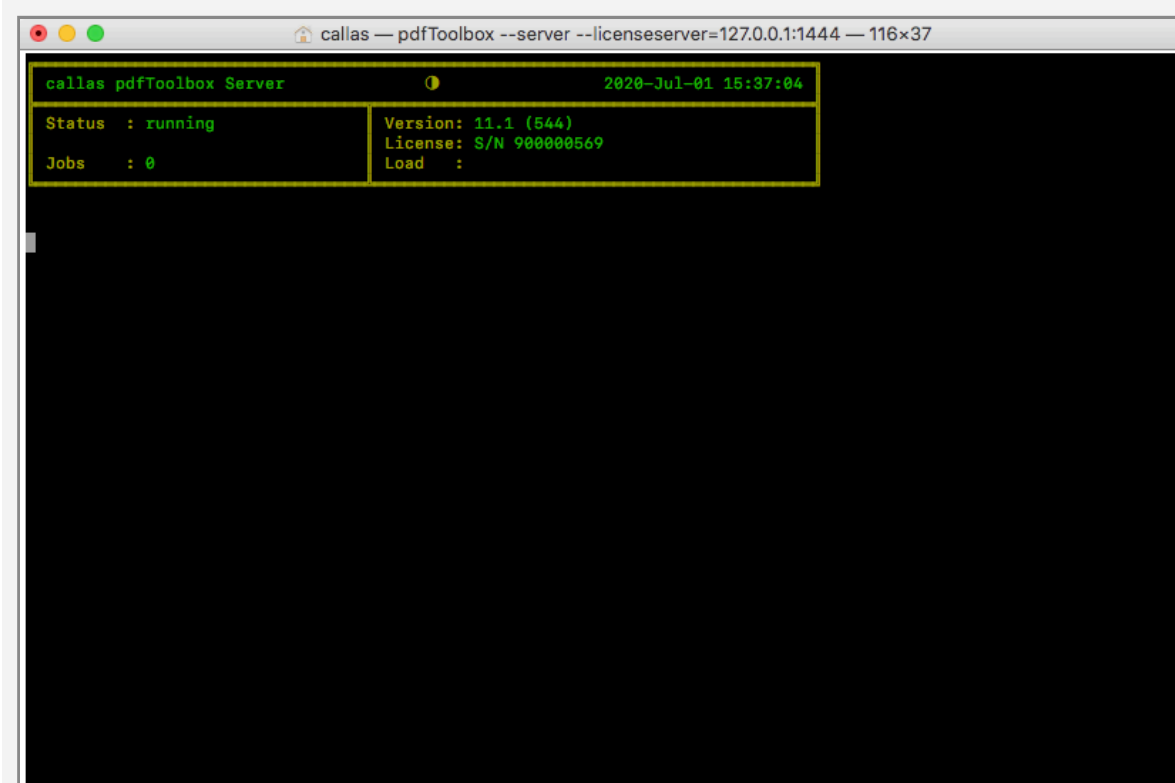 callas — pdfToolbox --server --licenseserver=127.0.0.1:1444 — 116×37
callas pdfToolbox Server 2020-Jul-01 15:37:04
Status : running Version: 11.1 (544)
License: S/N 900000569
Jobs : 0 Load :